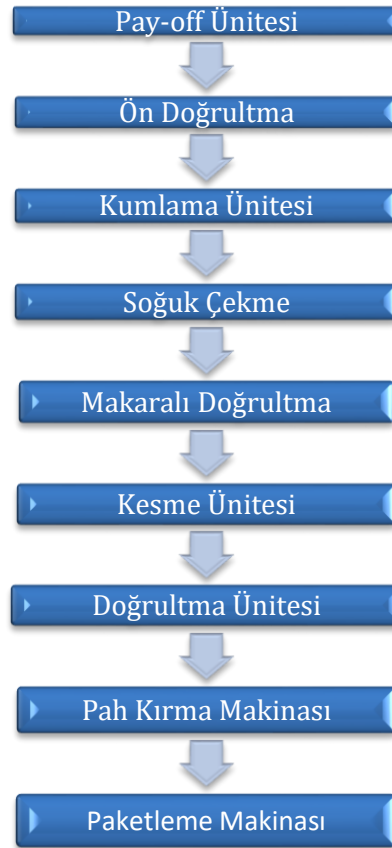 Pay-off Ünitesi
Ön Doğrultma
Kumlama Ünitesi
Soğuk Çekme
Makaralı Doğrultma
Kesme Ünitesi
Doğrultma Ünitesi
Pah Kırma Makinası
Paketleme Makinası